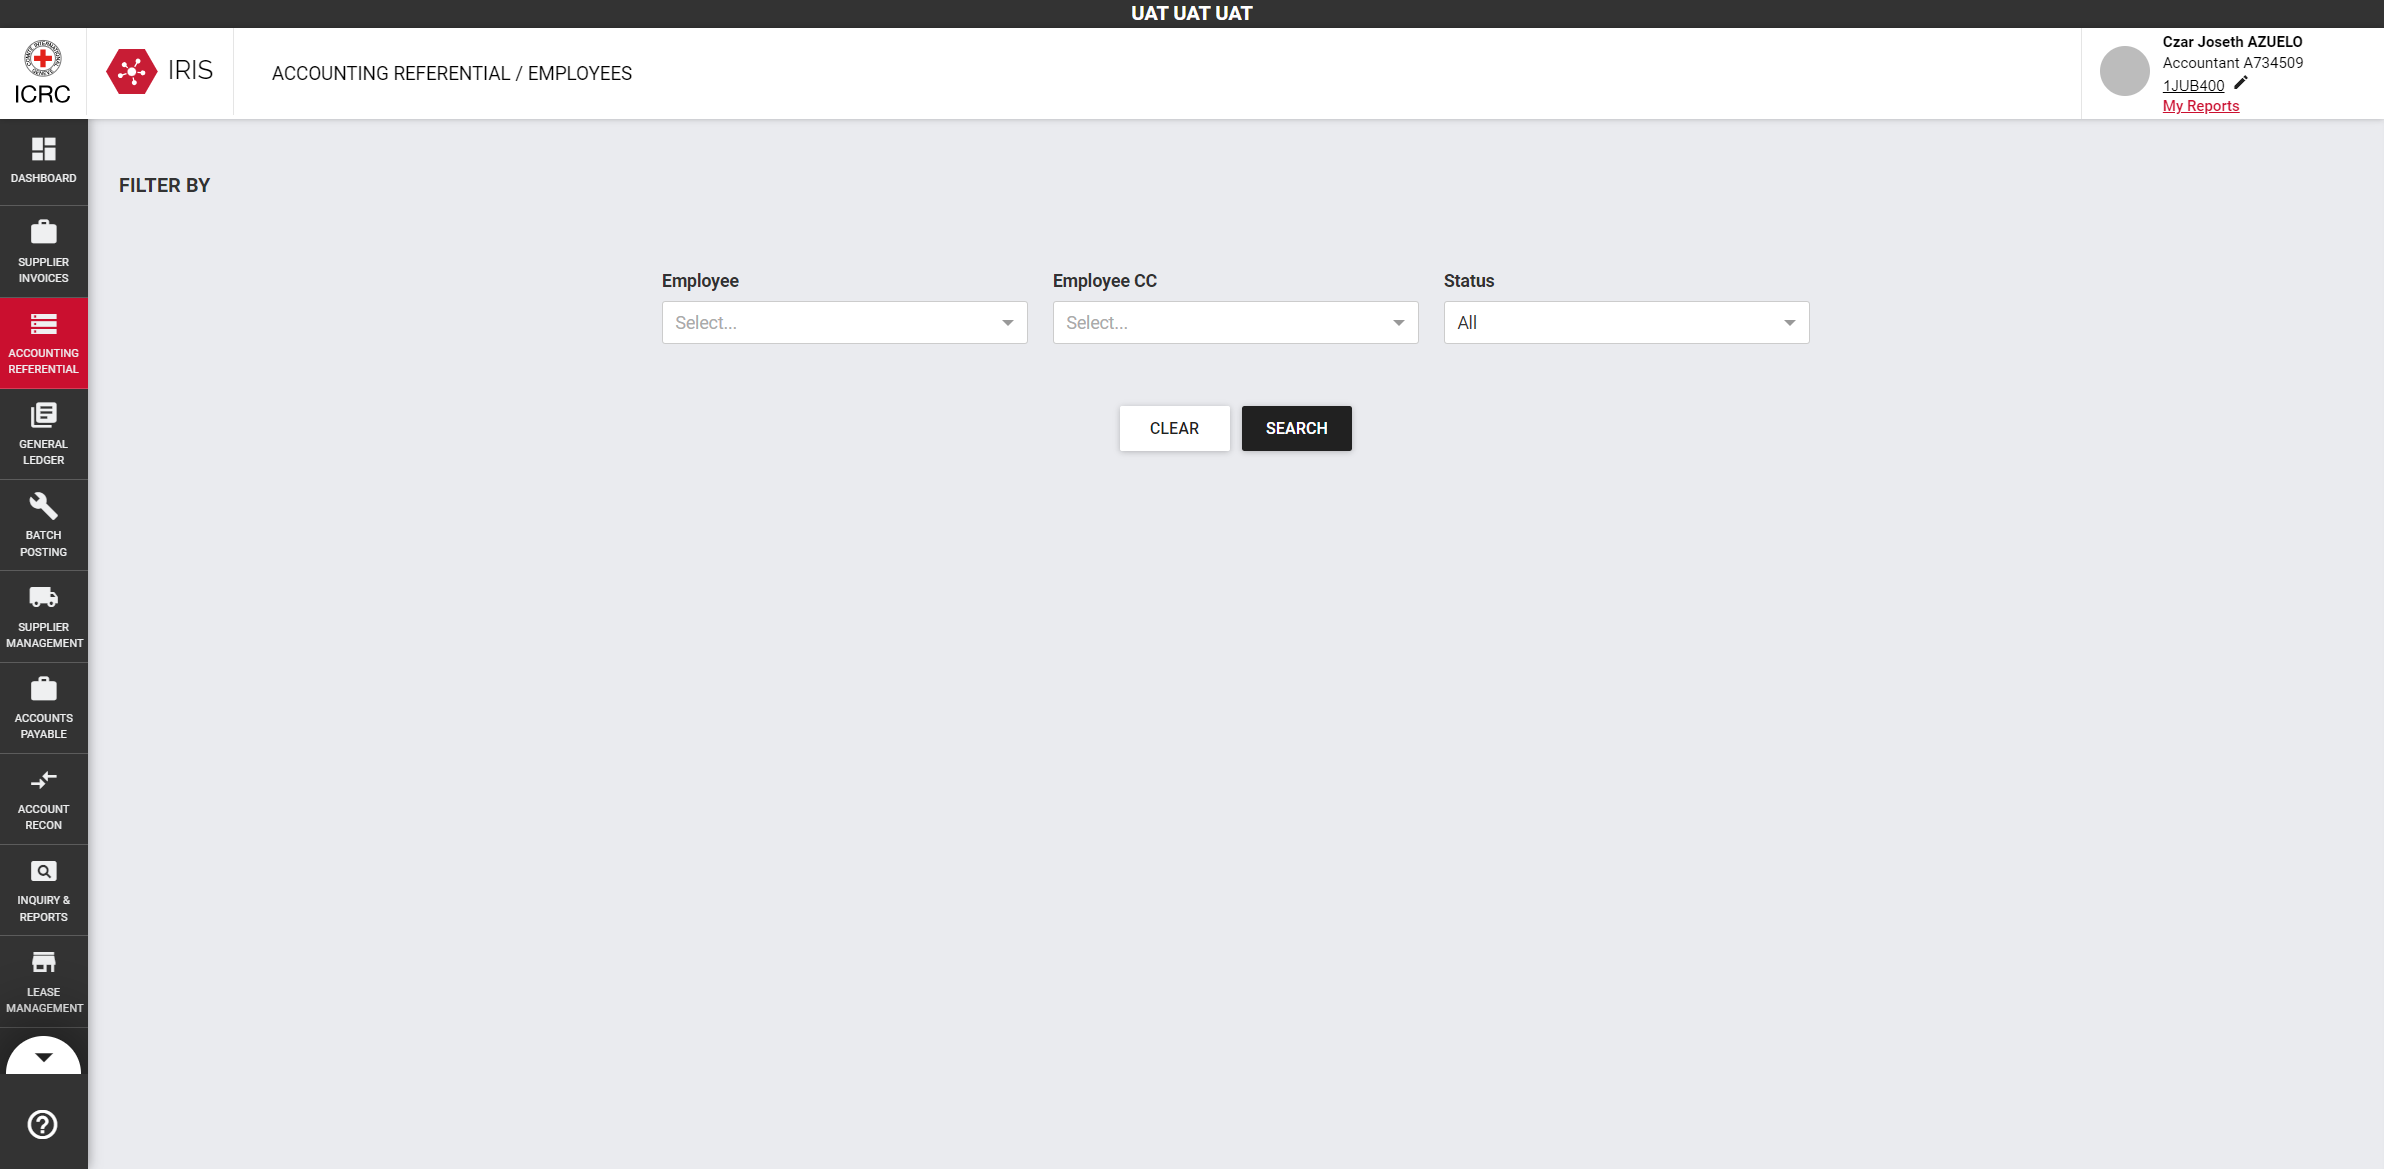 UAT UAT UAT
ICRC
IRIS
ACCOUNTING REFERENTIAL / EMPLOYEES
Czar Joseth AZUELO
Accountant A734509
1JUB400
My Reports
DASHBOARD
SUPPLIER
INVOICES
ACCOUNTING
REFERENTIAL
GENERAL
LEDGER
BATCH
POSTING
SUPPLIER
MANAGEMENT
ACCOUNTS
PAYABLE
ACCOUNT
RECON
INQUIRY &
REPORTS
LEASE
MANAGEMENT
FILTER BY
Employee
Select...
Employee CC
Select...
Status
All
CLEAR
SEARCH